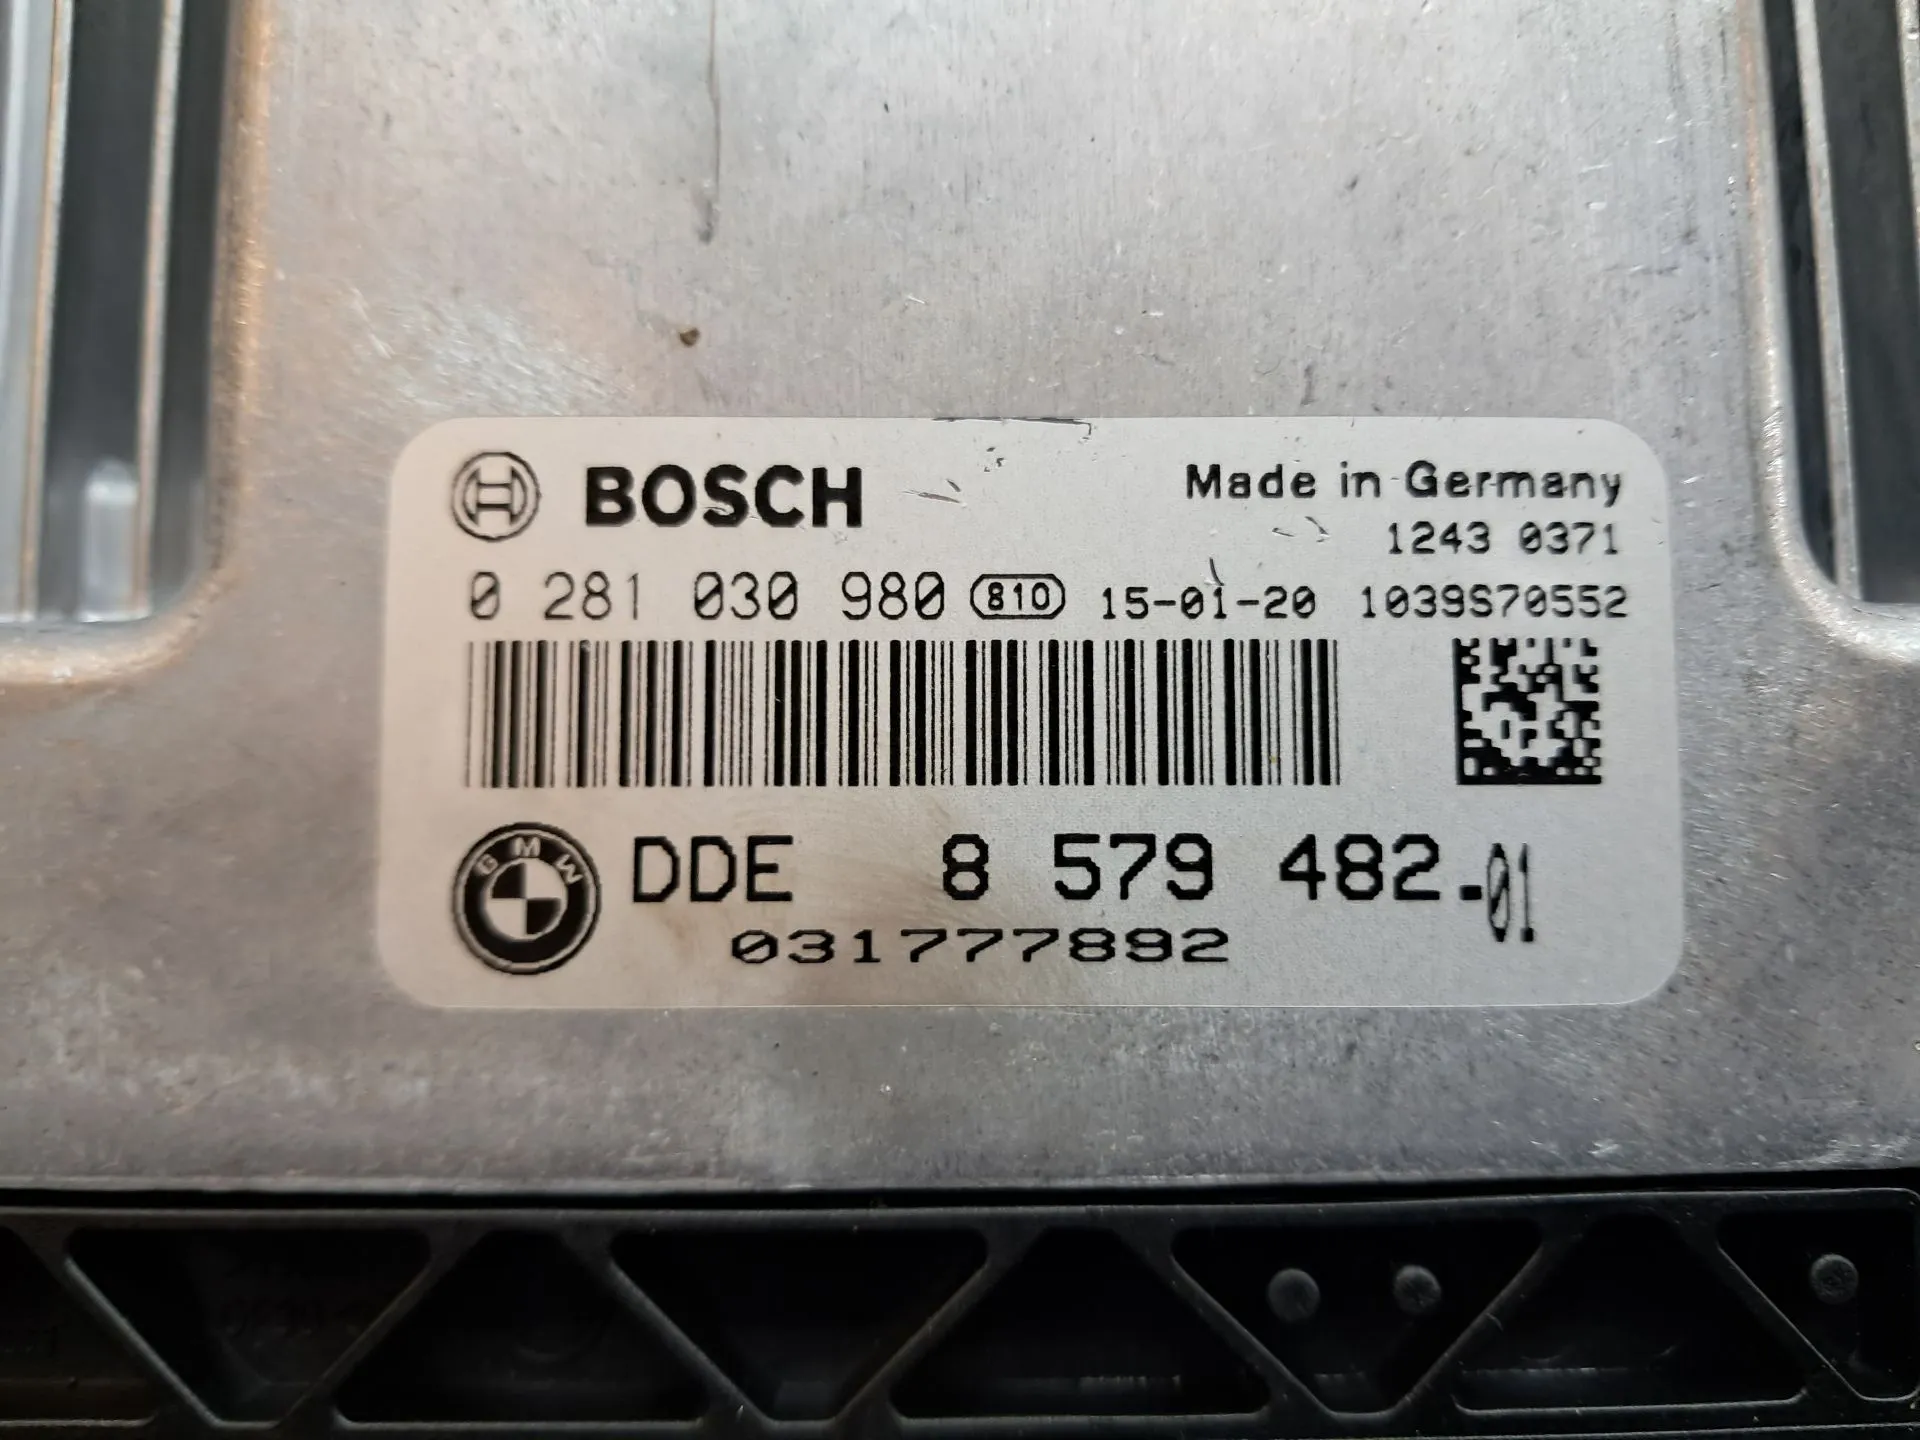 BOSCH
Made in Germany
1243 0371
0 281 030 980 810 15-01-20 1039S70552
BMW
DDE 8 579 482.01
031777892